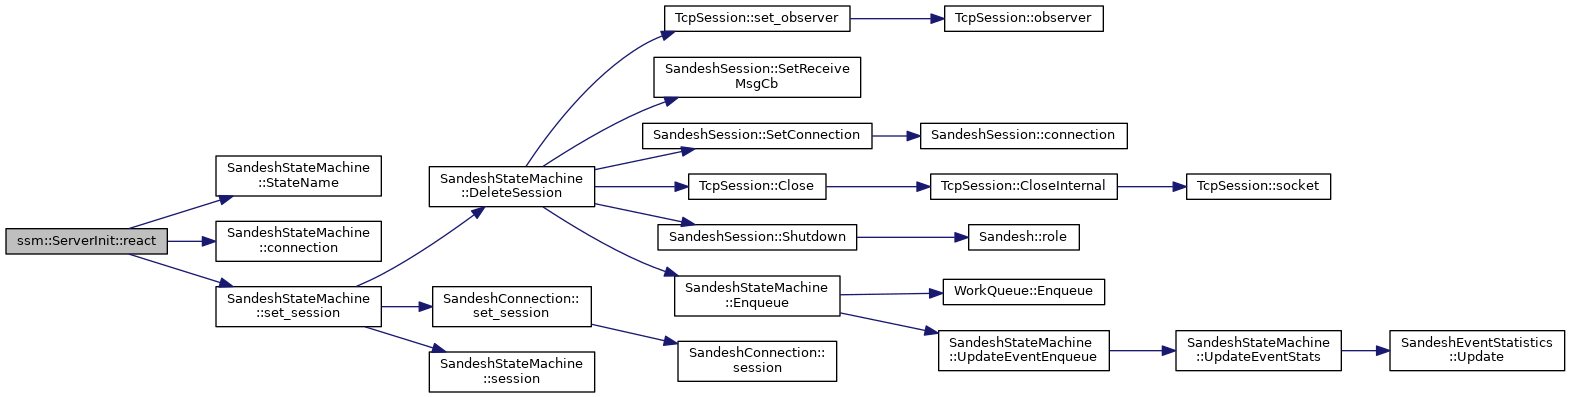 ssm::ServerInit::react
SandeshStateMachine
::StateName
SandeshStateMachine
::connection
SandeshStateMachine
::set_session
SandeshStateMachine
::DeleteSession
SandeshConnection::
set_session
SandeshStateMachine
::session
TcpSession::set_observer
SandeshSession::SetReceive
MsgCb
SandeshSession::SetConnection
TcpSession::Close
SandeshSession::Shutdown
SandeshStateMachine
::Enqueue
SandeshConnection::
session
TcpSession::observer
SandeshSession::connection
TcpSession::CloseInternal
Sandesh::role
WorkQueue::Enqueue
SandeshStateMachine
::UpdateEventEnqueue
TcpSession::socket
SandeshStateMachine
::UpdateEventStats
SandeshEventStatistics
::Update